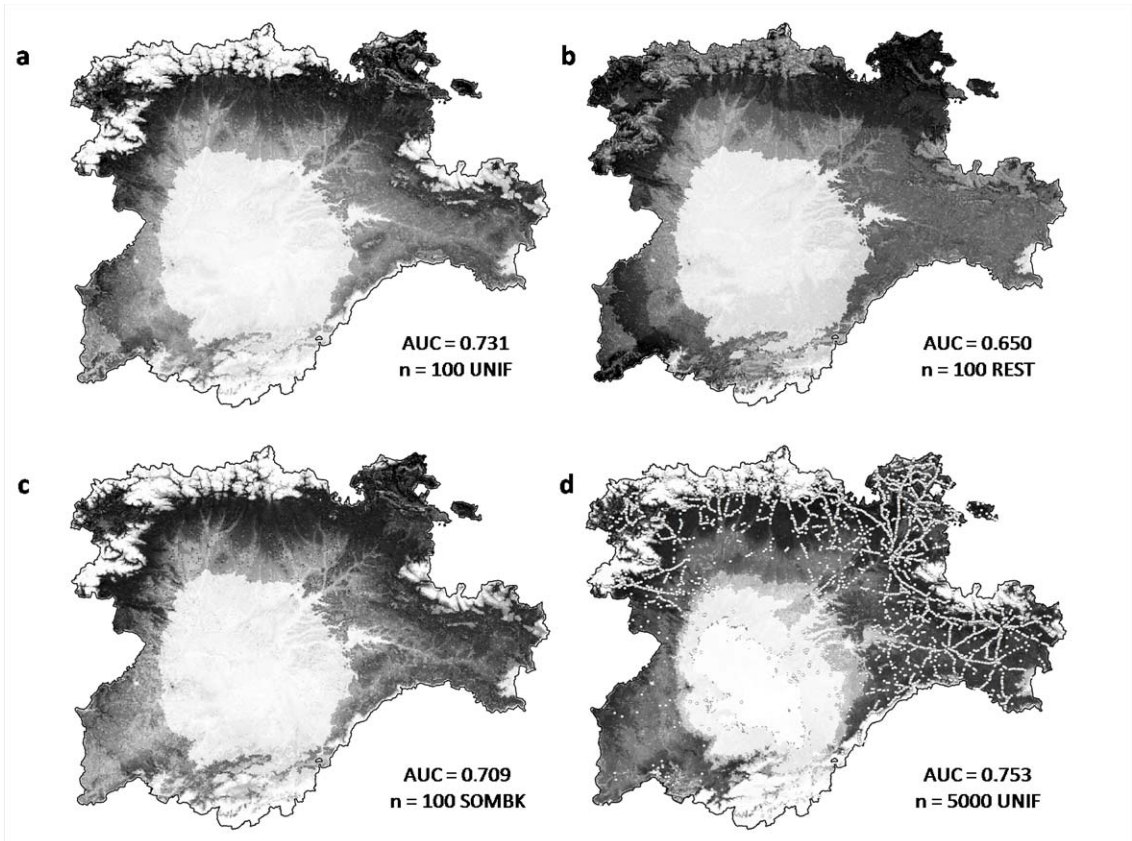 a
b
AUC = 0.731
n = 100 UNIF
AUC = 0.650
n = 100 REST
c
d
AUC = 0.709
n = 100 SOMBK
AUC = 0.753
n = 5000 UNIF